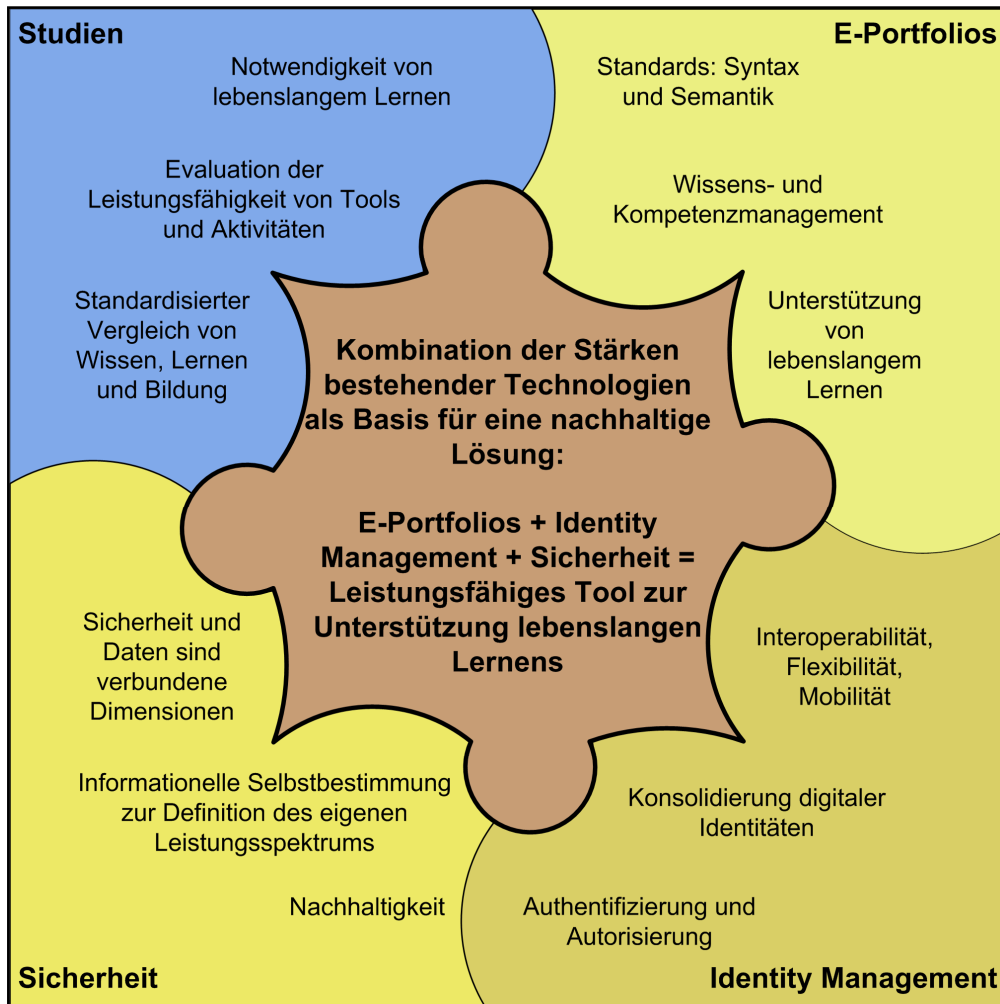 Studien
Notwendigkeit von
lebenslangem Lernen
Evaluation der
Leistungsfähigkeit von Tools
und Aktivitäten
Standardisierter
Vergleich von
Wissen, Lernen
und Bildung
E-Portfolios
Standards: Syntax
und Semantik
Wissens- und
Kompetenzmanagement
Unterstützung
von
lebenslangem
Lernen
Kombination der Stärken
bestehender Technologien
als Basis für eine nachhaltige
Lösung:
E-Portfolios + Identity
Management + Sicherheit =
Leistungsfähiges Tool zur
Unterstützung lebenslangen
Lernens
Sicherheit und
Daten sind
verbundene
Dimensionen
Informationelle Selbstbestimmung
zur Definition des eigenen
Leistungsspektrums
Nachhaltigkeit
Sicherheit
Interoperabilität,
Flexibilität,
Mobilität
Konsolidierung digitaler
Identitäten
Authentifizierung und
Autorisierung
Identity Management